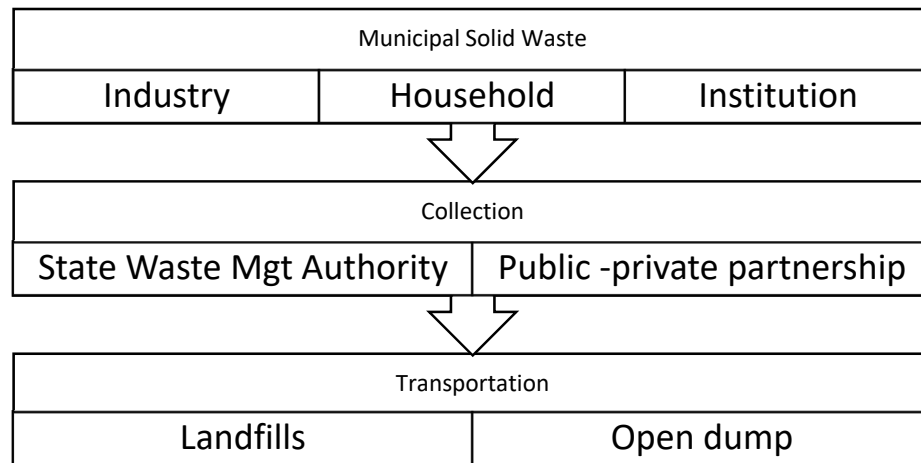 Municipal Solid Waste
Industry
Household
Institution
Collection
State Waste Mgt Authority
Public -private partnership
Transportation
Landfills
Open dump